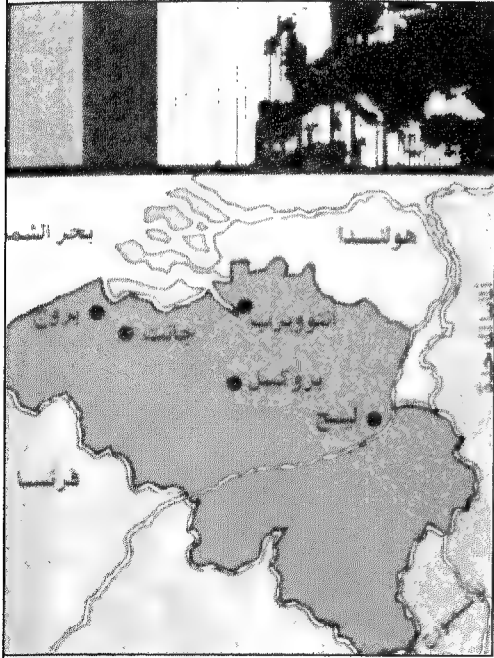 بحر الشم
هولندا
انتويرب
بروج
جانت
بروكسل
لييج
فرنسا